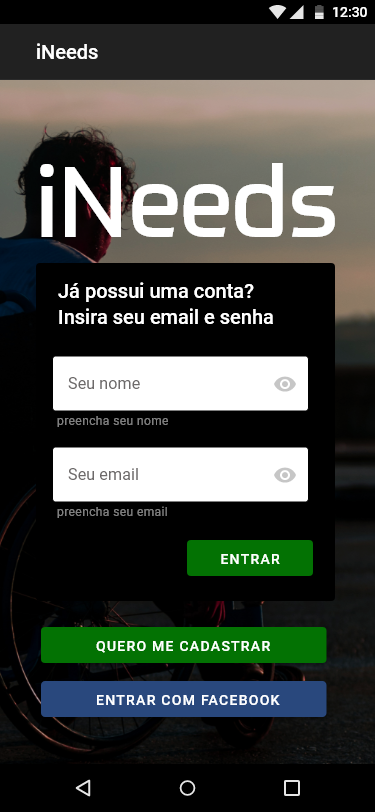 12:30
iNeeds
iNeeds
Já possui uma conta?
Insira seu email e senha
Seu nome
preencha seu nome
Seu email
preencha seu email
ENTRAR
QUERO ME CADASTRAR
ENTRAR COM FACEBOOK